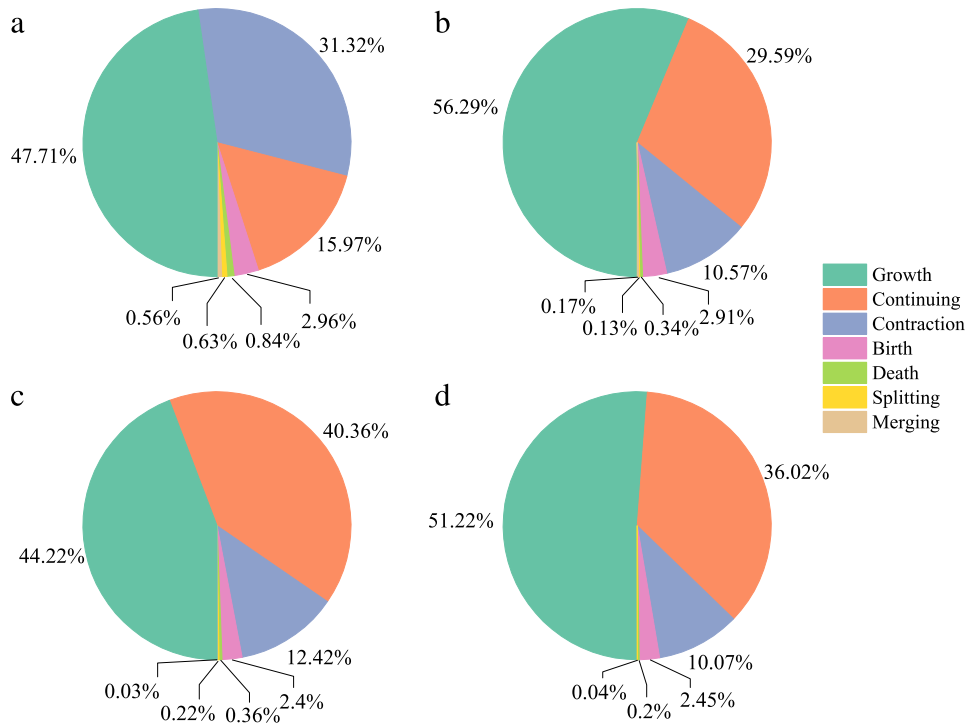 a
31.32%
47.71%
15.97%
0.56%
2.96%
0.63%
0.84%
b
29.59%
56.29%
10.57%
0.17%
2.91%
0.13%
0.34%
Growth
Continuing
Contraction
Birth
Death
Splitting
Merging
c
40.36%
44.22%
12.42%
0.03%
2.4%
0.22%
0.36%
d
36.02%
51.22%
10.07%
0.04%
2.45%
0.2%